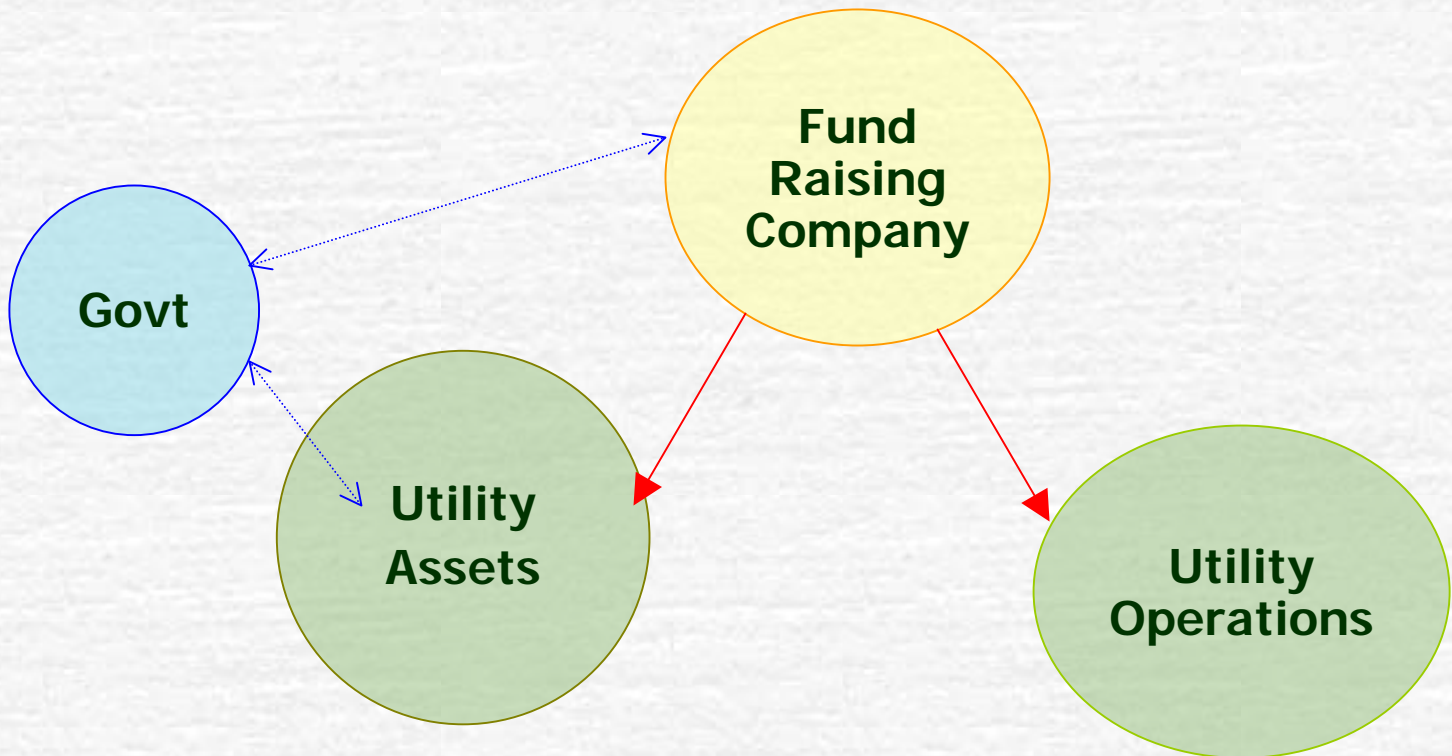 Fund
Raising
Company
Govt
Utility
Assets
Utility
Operations